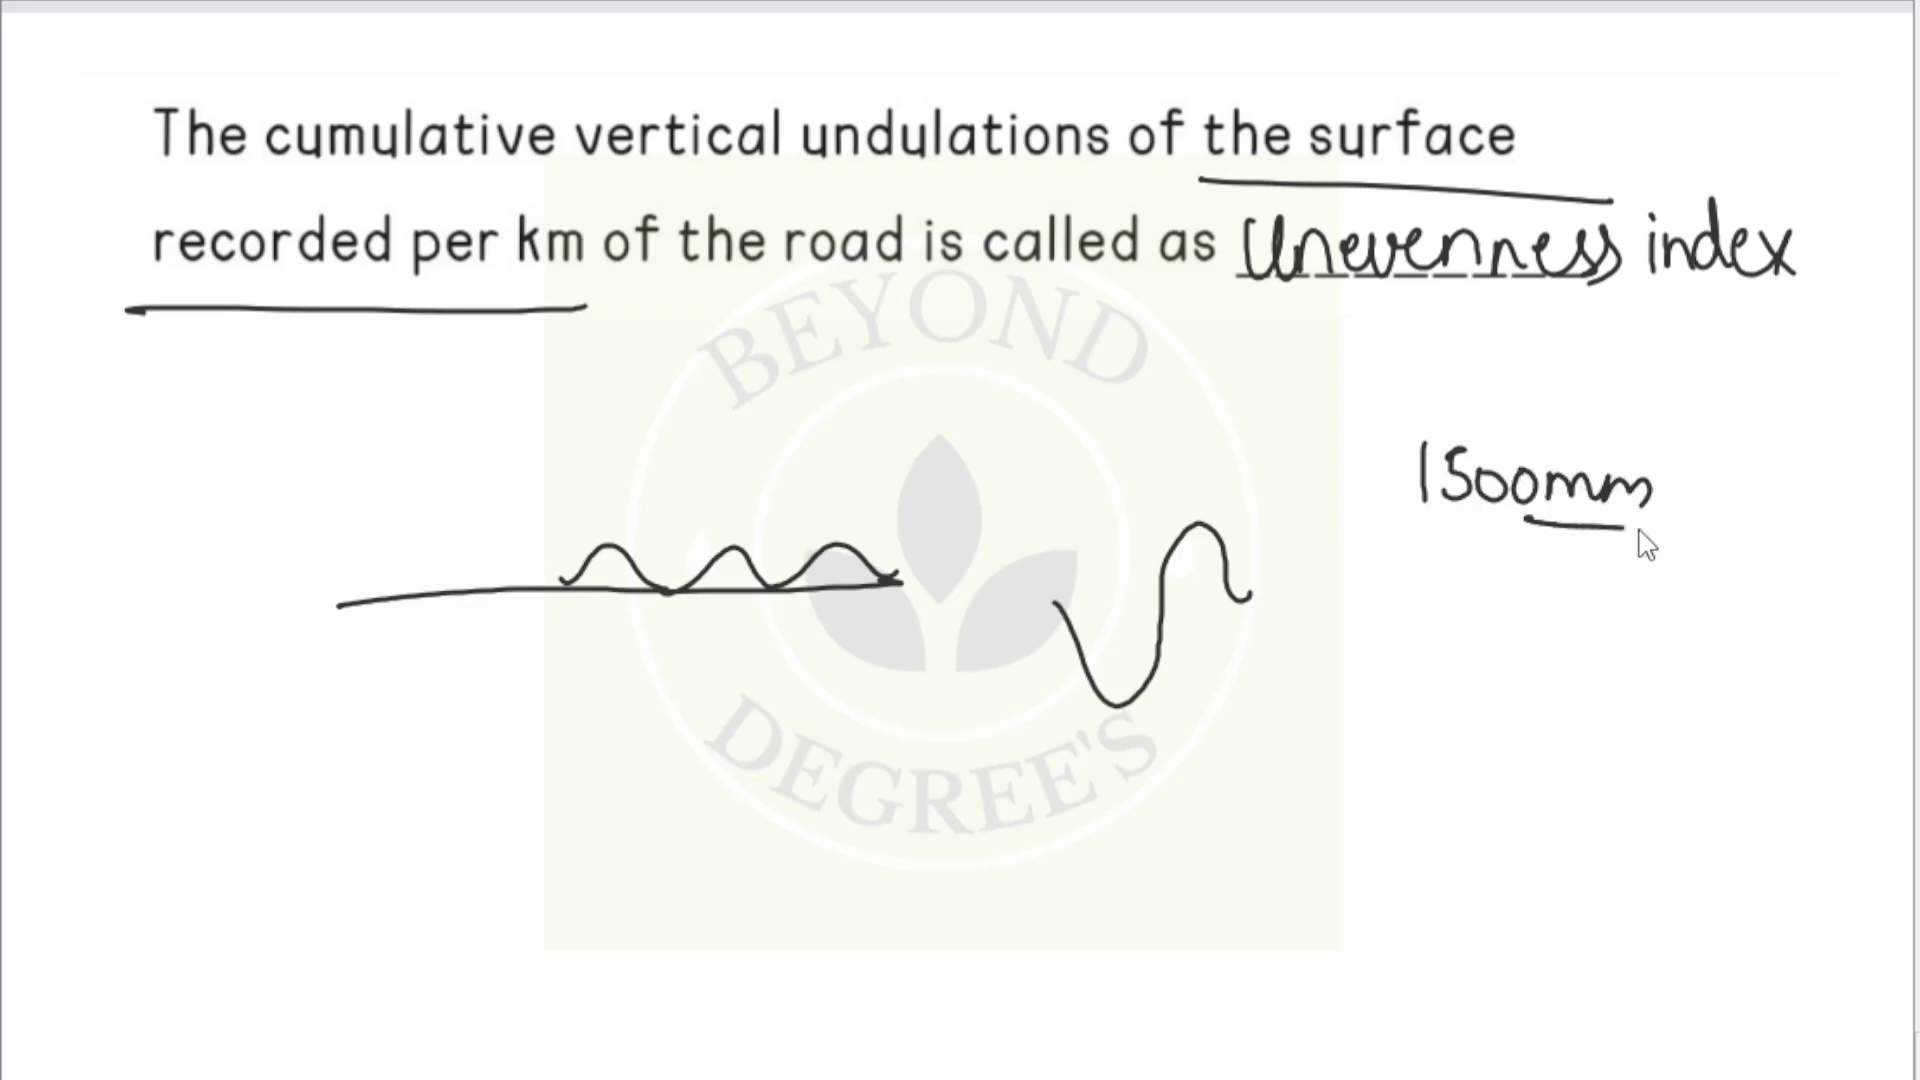 The cumulative vertical undulations of the surface
recorded per km of the road is called as Unevenness index
BEYOND
1500mm
DEGREE'S